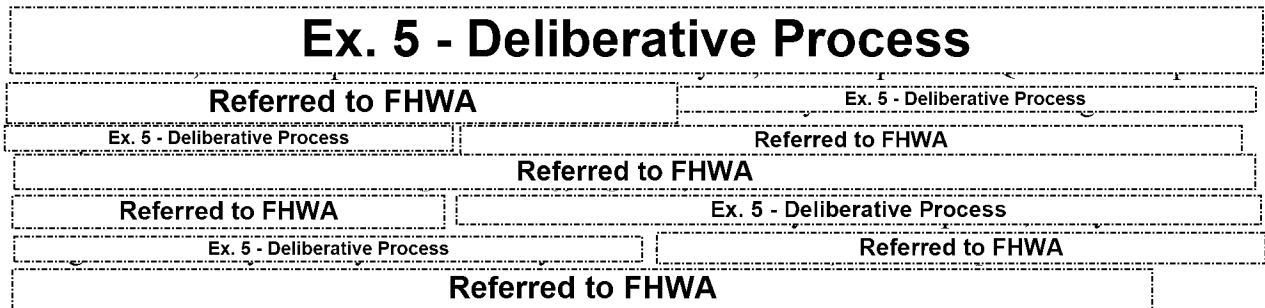 Ex. 5 - Deliberative Process
Referred to FHWA Ex. 5 - Deliberative Process
Ex. 5 - Deliberative Process Referred to FHWA
Referred to FHWA
Referred to FHWA Ex. 5 - Deliberative Process
Ex. 5 - Deliberative Process Referred to FHWA
Referred to FHWA